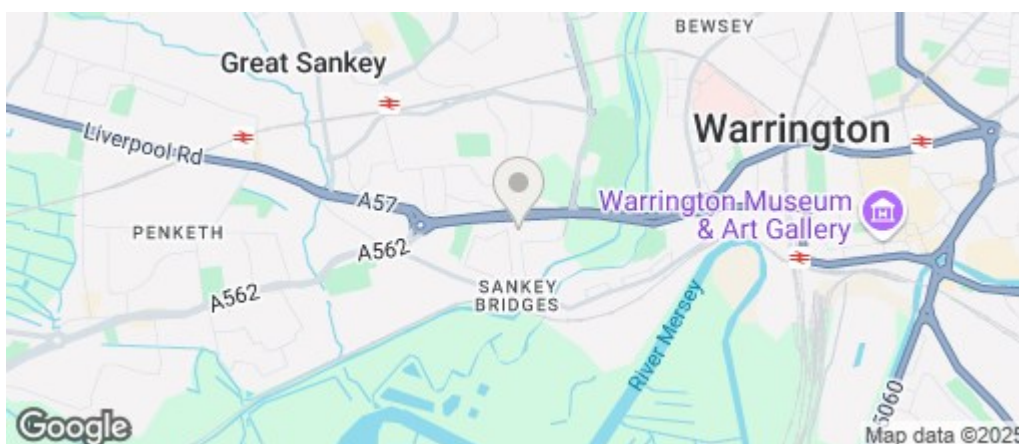 BEWSEY
Great Sankey
Warrington
Liverpool Rd
A57
Warrington Museum
& Art Gallery
PENKETH
A562
A562
SANKEY
BRIDGES
River Mersey
5060
Google
Map data ©2025